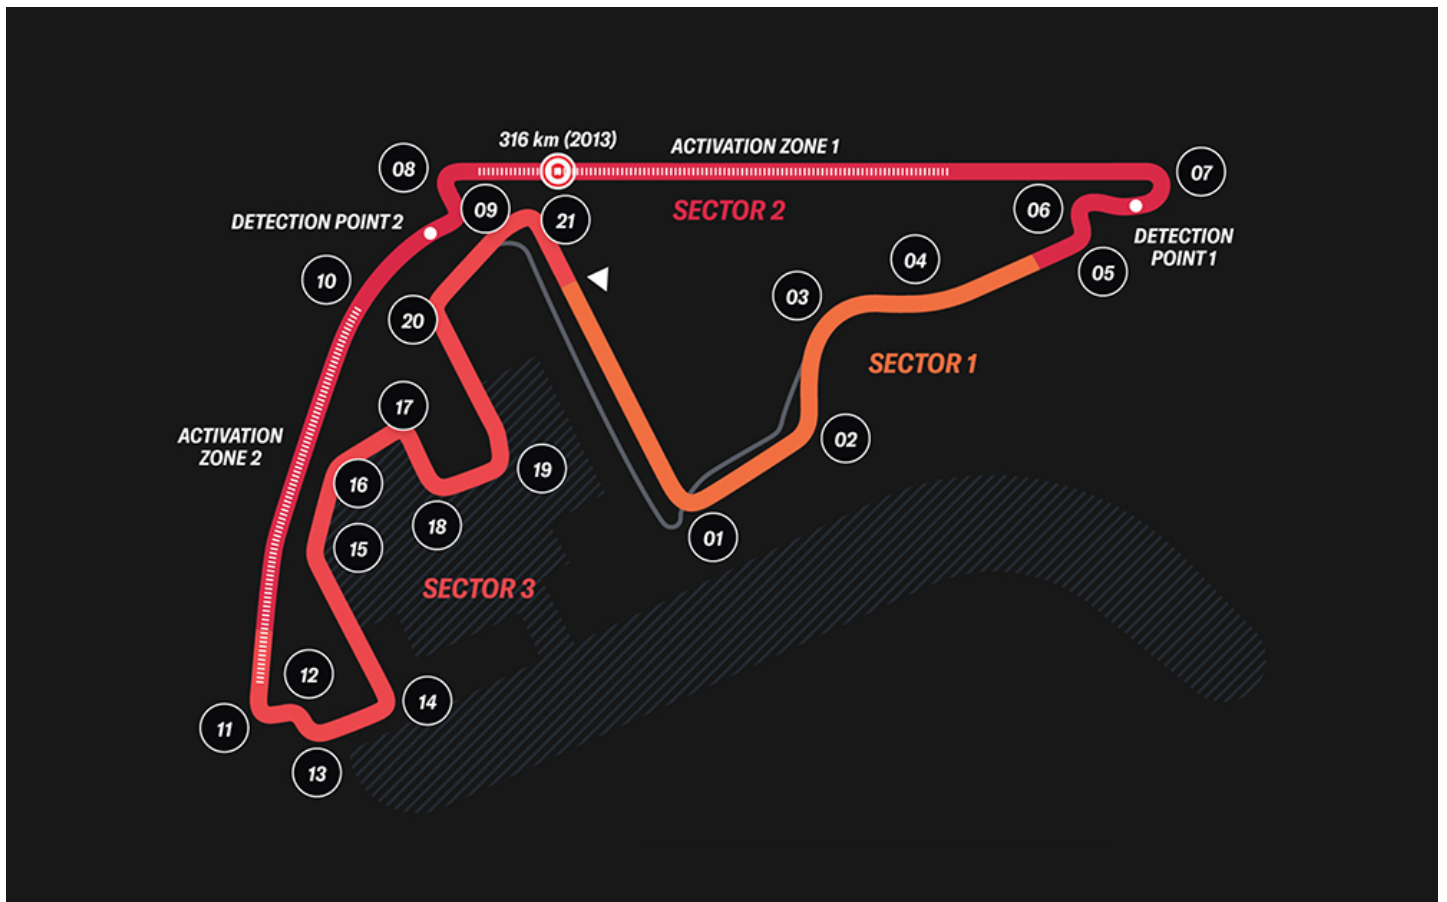 316 km (2013)
ACTIVATION ZONE 1
08
07
09
21
SECTOR 2
06
DETECTION POINT 2
DETECTION
POINT 1
04
05
10
03
20
SECTOR 1
17
ACTIVATION
ZONE 2
02
19
16
18
01
15
SECTOR 3
12
14
11
13